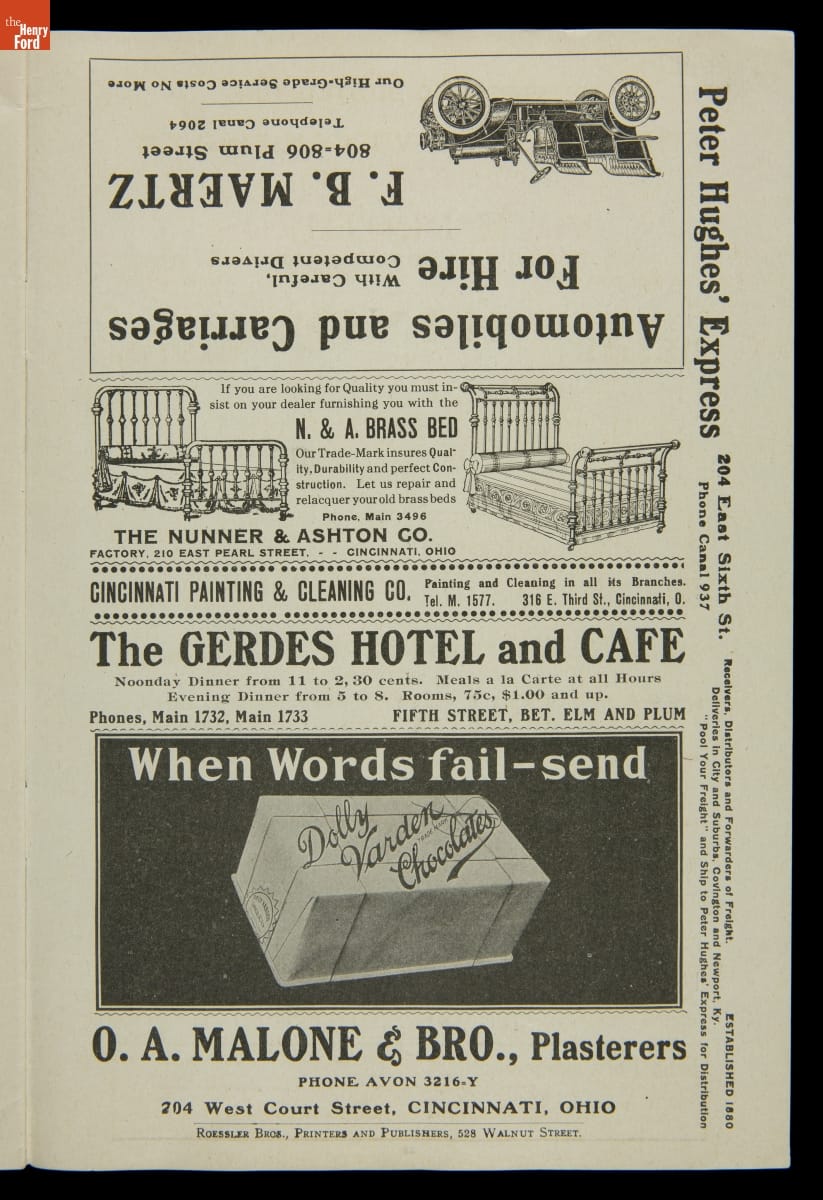 the
Henry
Ford
Automobiles and Carriages
For Hire
With Careful,
Competent Drivers
F. B. MAERTZ
804-806 Plum Street
Telephone Canal 2064
Our High-Grade Service Costs No More
If you are looking for Quality you must in-
sist on your dealer furnishing you with the
N. & A. BRASS BED
Our Trade-Mark insures Qual-
ity, Durability and perfect Con-
struction. Let us repair and
relacquer your old brass beds
Phone, Main 3496
THE NUNNER & ASHTON CO.
FACTORY, 210 EAST PEARL STREET, - - CINCINNATI, OHIO
CINCINNATI PAINTING & CLEANING CO.
Painting and Cleaning in all its Branches.
Tel. M. 1577. 316 E. Third St., Cincinnati, O.
The GERDES HOTEL and CAFE
Noonday Dinner from 11 to 2, 30 cents. Meals a la Carte at all Hours
Evening Dinner from 5 to 8. Rooms, 75c, $1.00 and up.
Phones, Main 1732, Main 1733 FIFTH STREET, BET. ELM AND PLUM
When Words fail-send
Dolly
Varden
TRADE MARK
Chocolates
O. A. MALONE & BRO., Plasterers
PHONE AVON 3216-Y
204 West Court Street, CINCINNATI, OHIO
ROESSLER BROS., PRINTERS AND PUBLISHERS, 528 WALNUT STREET.
Peter Hughes' Express
204 East Sixth St.
Phone Canal 937
ESTABLISHED 1880
Receivers, Distributors and Forwarders of Freight.
Deliveries in City and Suburbs, Covington and Newport, Ky.
"Pool Your Freight" and Ship to Peter Hughes' Express for Distribution